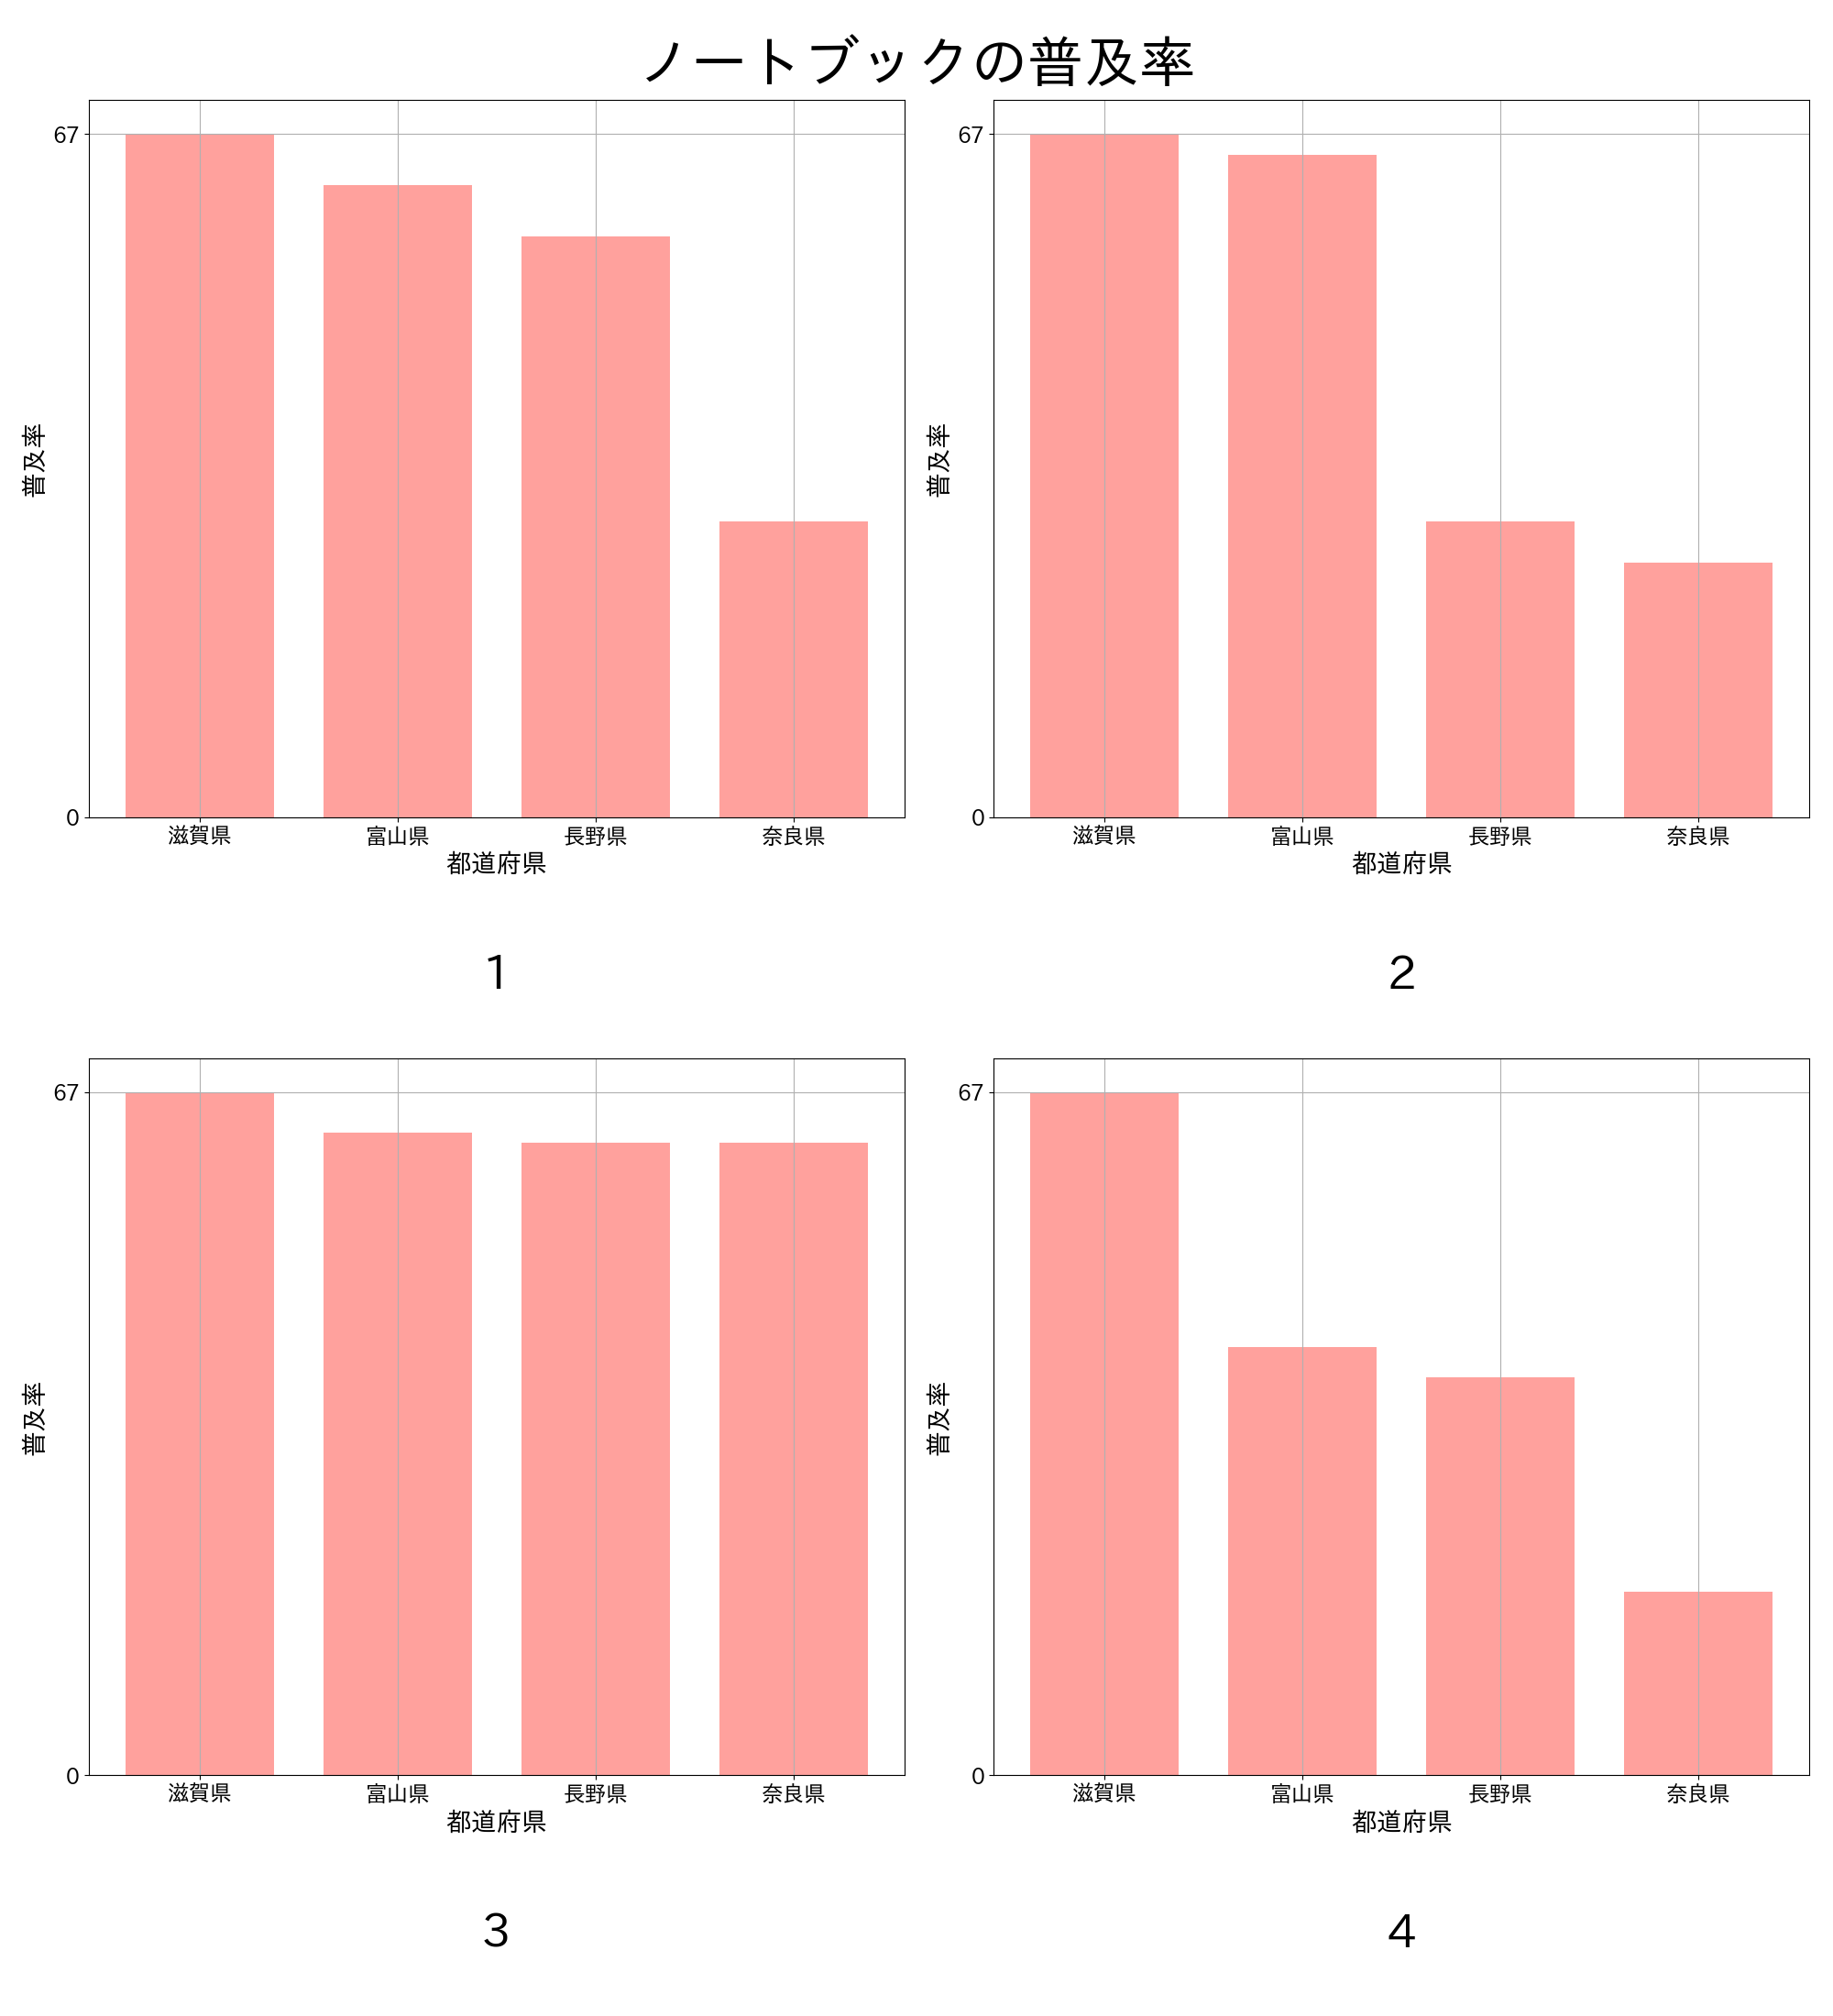 ノートブックの普及率
67
0
普及率
滋賀県 富山県 長野県 奈良県
都道府県
1
67
0
普及率
滋賀県 富山県 長野県 奈良県
都道府県
2
67
0
普及率
滋賀県 富山県 長野県 奈良県
都道府県
3
67
0
普及率
滋賀県 富山県 長野県 奈良県
都道府県
4